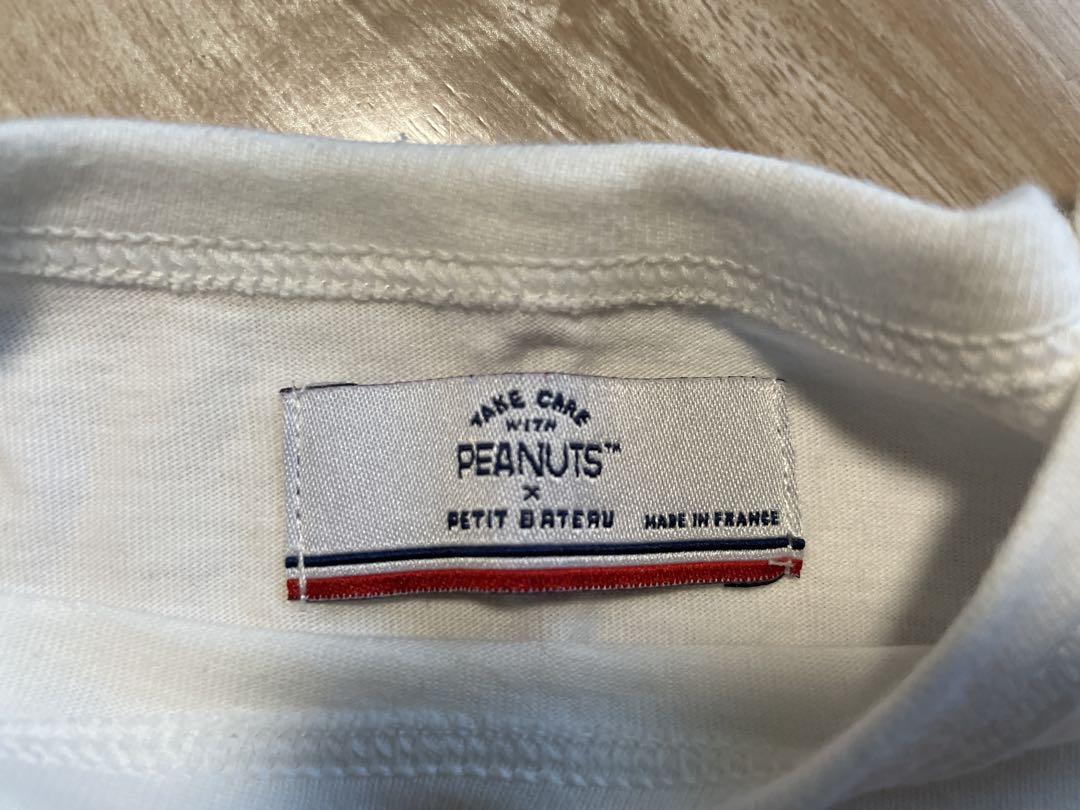 TAKE CARE
WITH
PEANUTS™
X
PETIT BATEAU MADE IN FRANCE